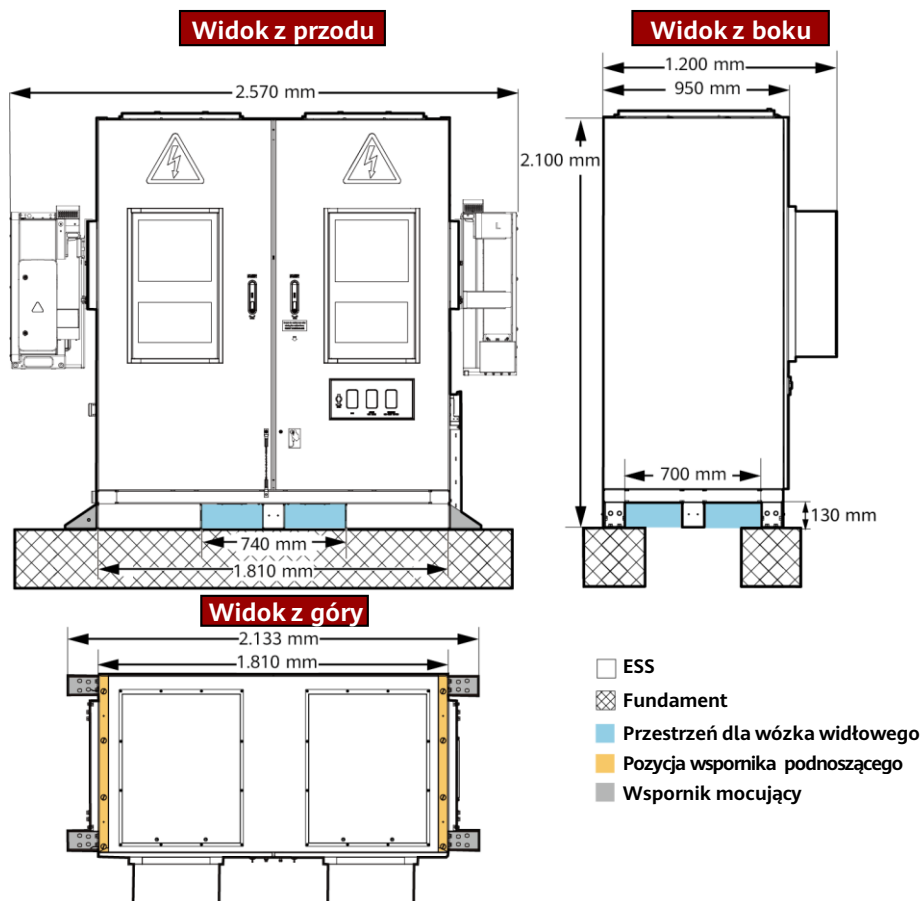 Widok z przodu
Widok z boku
1.200 mm
950 mm
2.570 mm
2.100 mm
L
700 mm
130 mm
740 mm
1.810 mm
Widok z góry
2.133 mm
1.810 mm
ESS
Fundament
Przestrzeń dla wózka widłowego
Pozycja wspornika podnoszącego
Wspornik mocujący